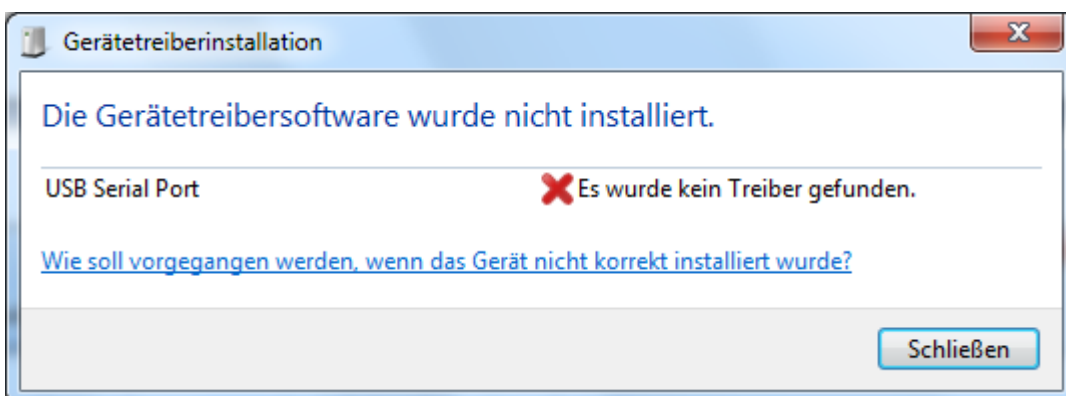 Gerätetreiberinstallation
Die Gerätetreibersoftware wurde nicht installiert.
USB Serial Port Es wurde kein Treiber gefunden.
Wie soll vorgegangen werden, wenn das Gerät nicht korrekt installiert wurde?
Schließen